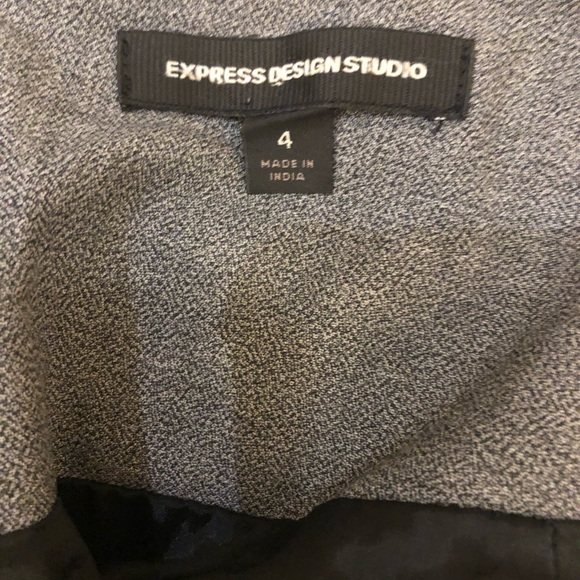 EXPRESS DESIGN STUDIO
4
MADE IN
INDIA